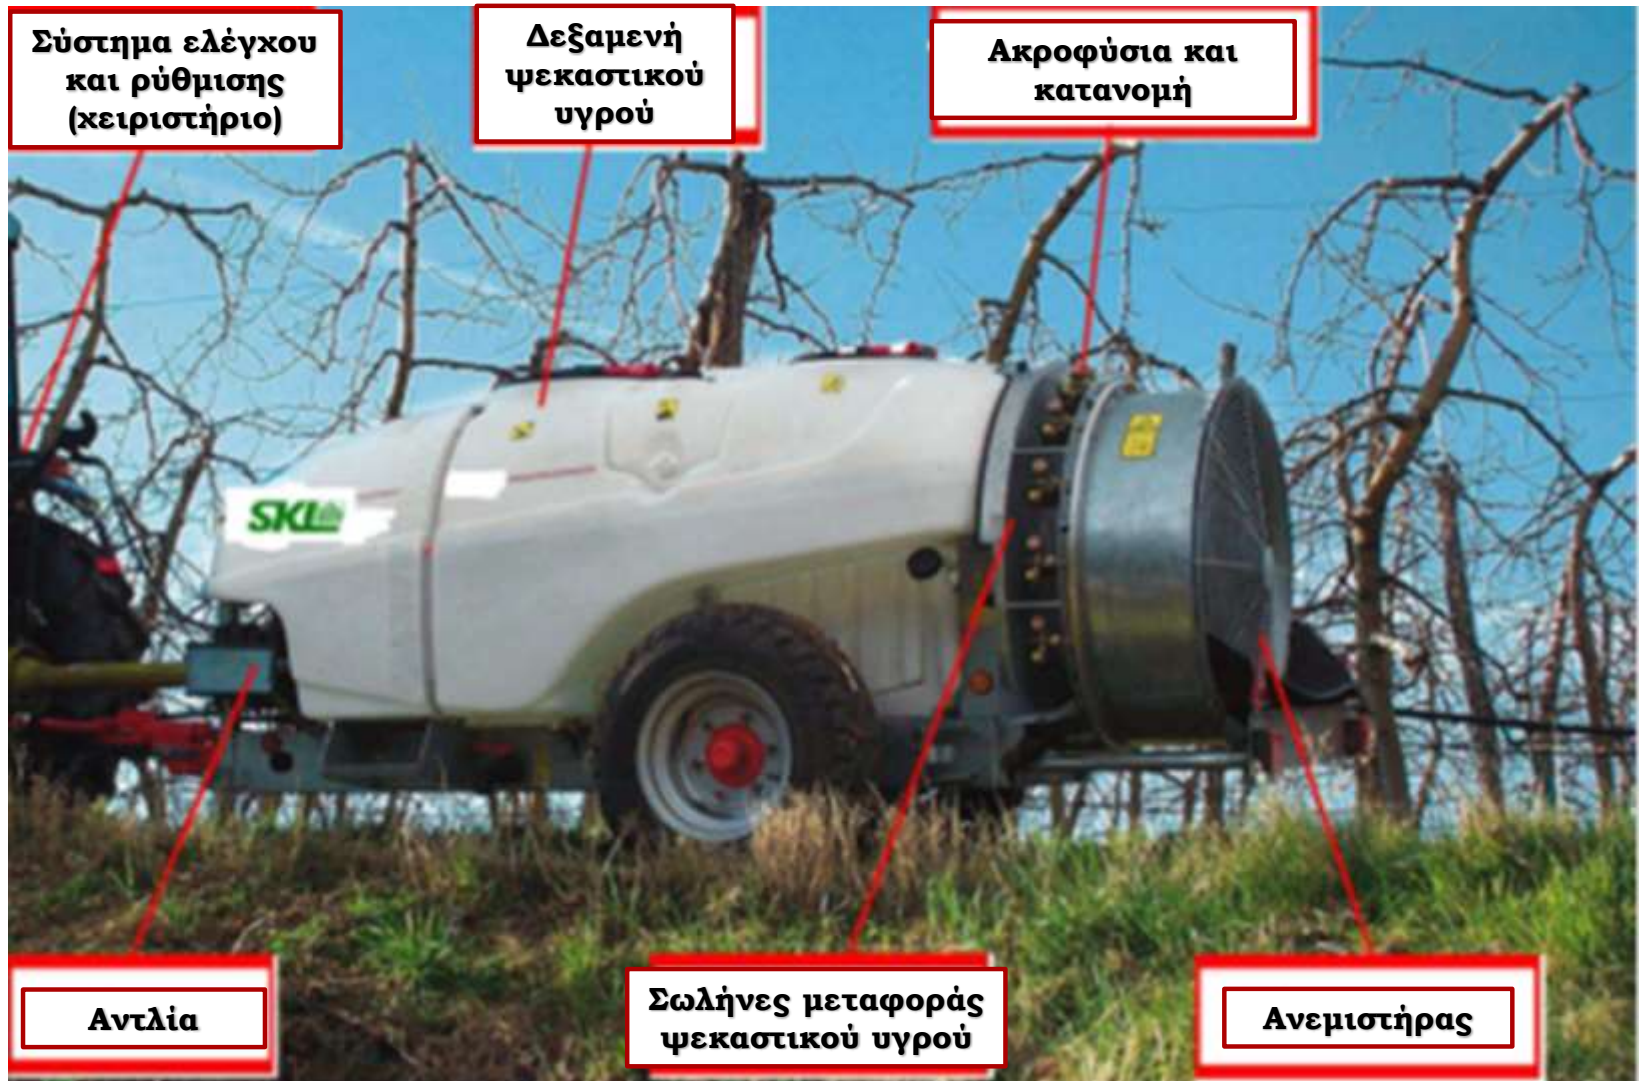 Σύστημα ελέγχου
και ρύθμισης
(χειριστήριο)
Δεξαμενή
ψεκαστικού
υγρού
Ακροφύσια και
κατανομή
SKL
Αντλία
Σωλήνες μεταφοράς
ψεκαστικού υγρού
Ανεμιστήρας